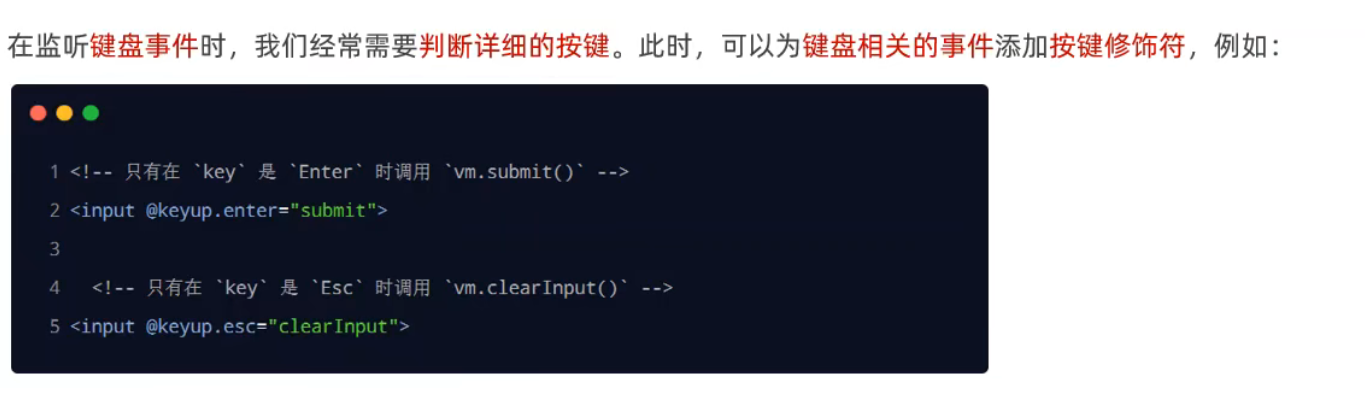 在监听键盘事件时，我们经常需要判断详细的按键。此时，可以为键盘相关的事件添加按键修饰符，例如：
1 <!-- 只有在 `key` 是 `Enter` 时调用 `vm.submit()` -->
2 <input @keyup.enter="submit">
3
4   <!-- 只有在 `key` 是 `Esc` 时调用 `vm.clearInput()` -->
5 <input @keyup.esc="clearInput">